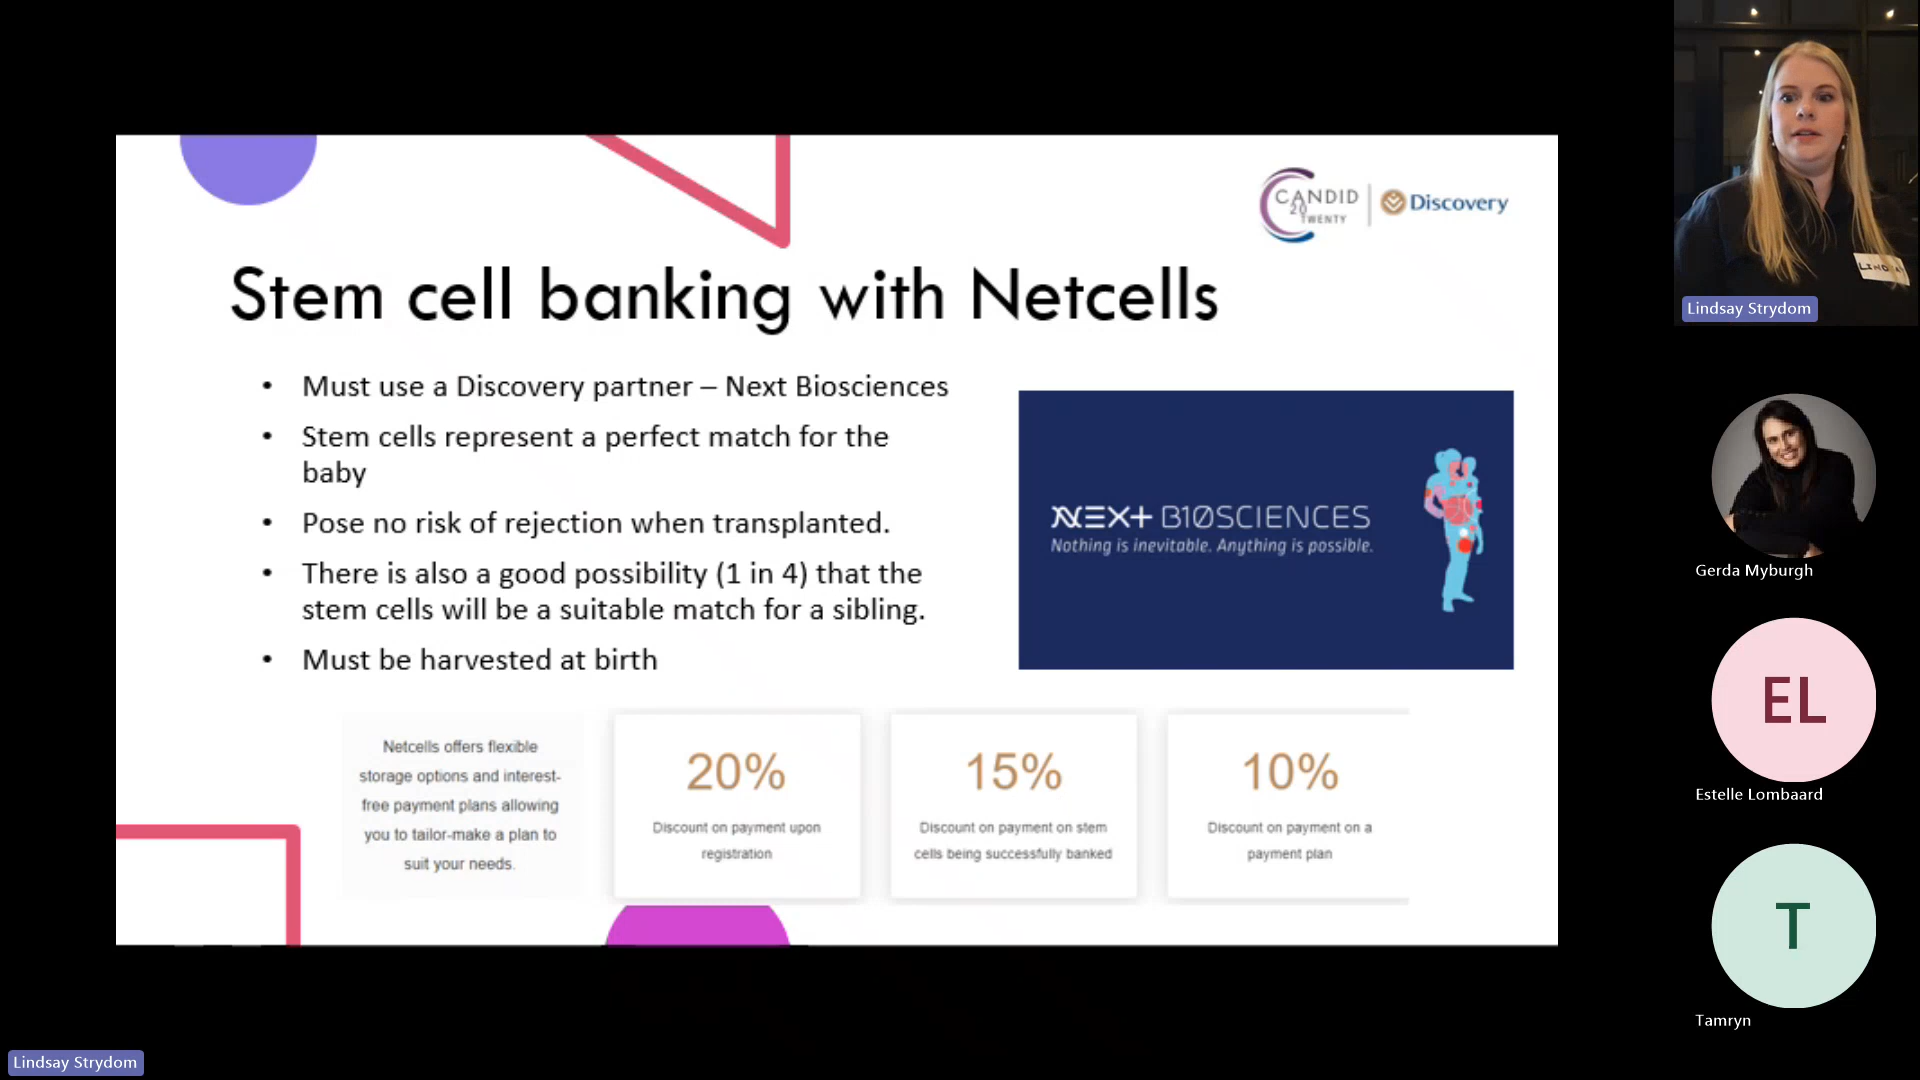 CANDID
20
TWENTY
Discovery
Stem cell banking with Netcells
• Must use a Discovery partner – Next Biosciences
• Stem cells represent a perfect match for the
baby
• Pose no risk of rejection when transplanted.
• There is also a good possibility (1 in 4) that the
stem cells will be a suitable match for a sibling.
• Must be harvested at birth
NEXT B10SCIENCES
Nothing is inevitable. Anything is possible.
Netcells offers flexible
storage options and interest-
free payment plans allowing
you to tailor-make a plan to
suit your needs.
20%
Discount on payment upon
registration
15%
Discount on payment on stem
cells being successfully banked
10%
Discount on payment on a
payment plan
Lindsay Strydom
Gerda Myburgh
EL
Estelle Lombaard
T
Tamryn
Lindsay Strydom